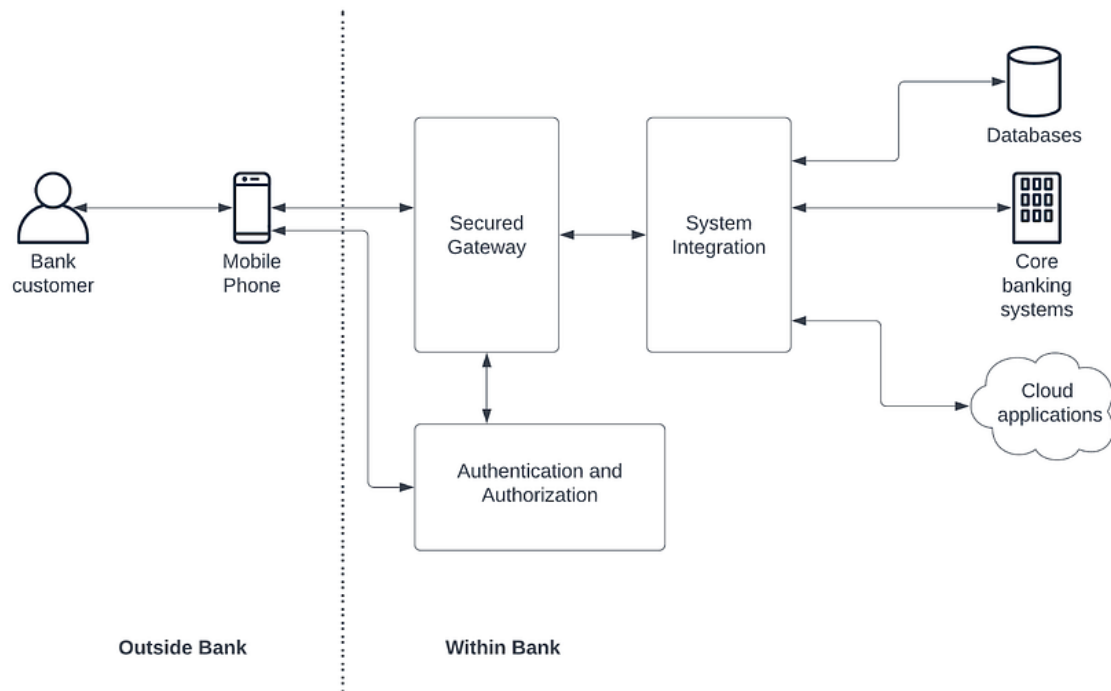 Bank
customer
Mobile
Phone
Secured
Gateway
System
Integration
Databases
Core
banking
systems
Cloud
applications
Authentication and
Authorization
Outside Bank
Within Bank